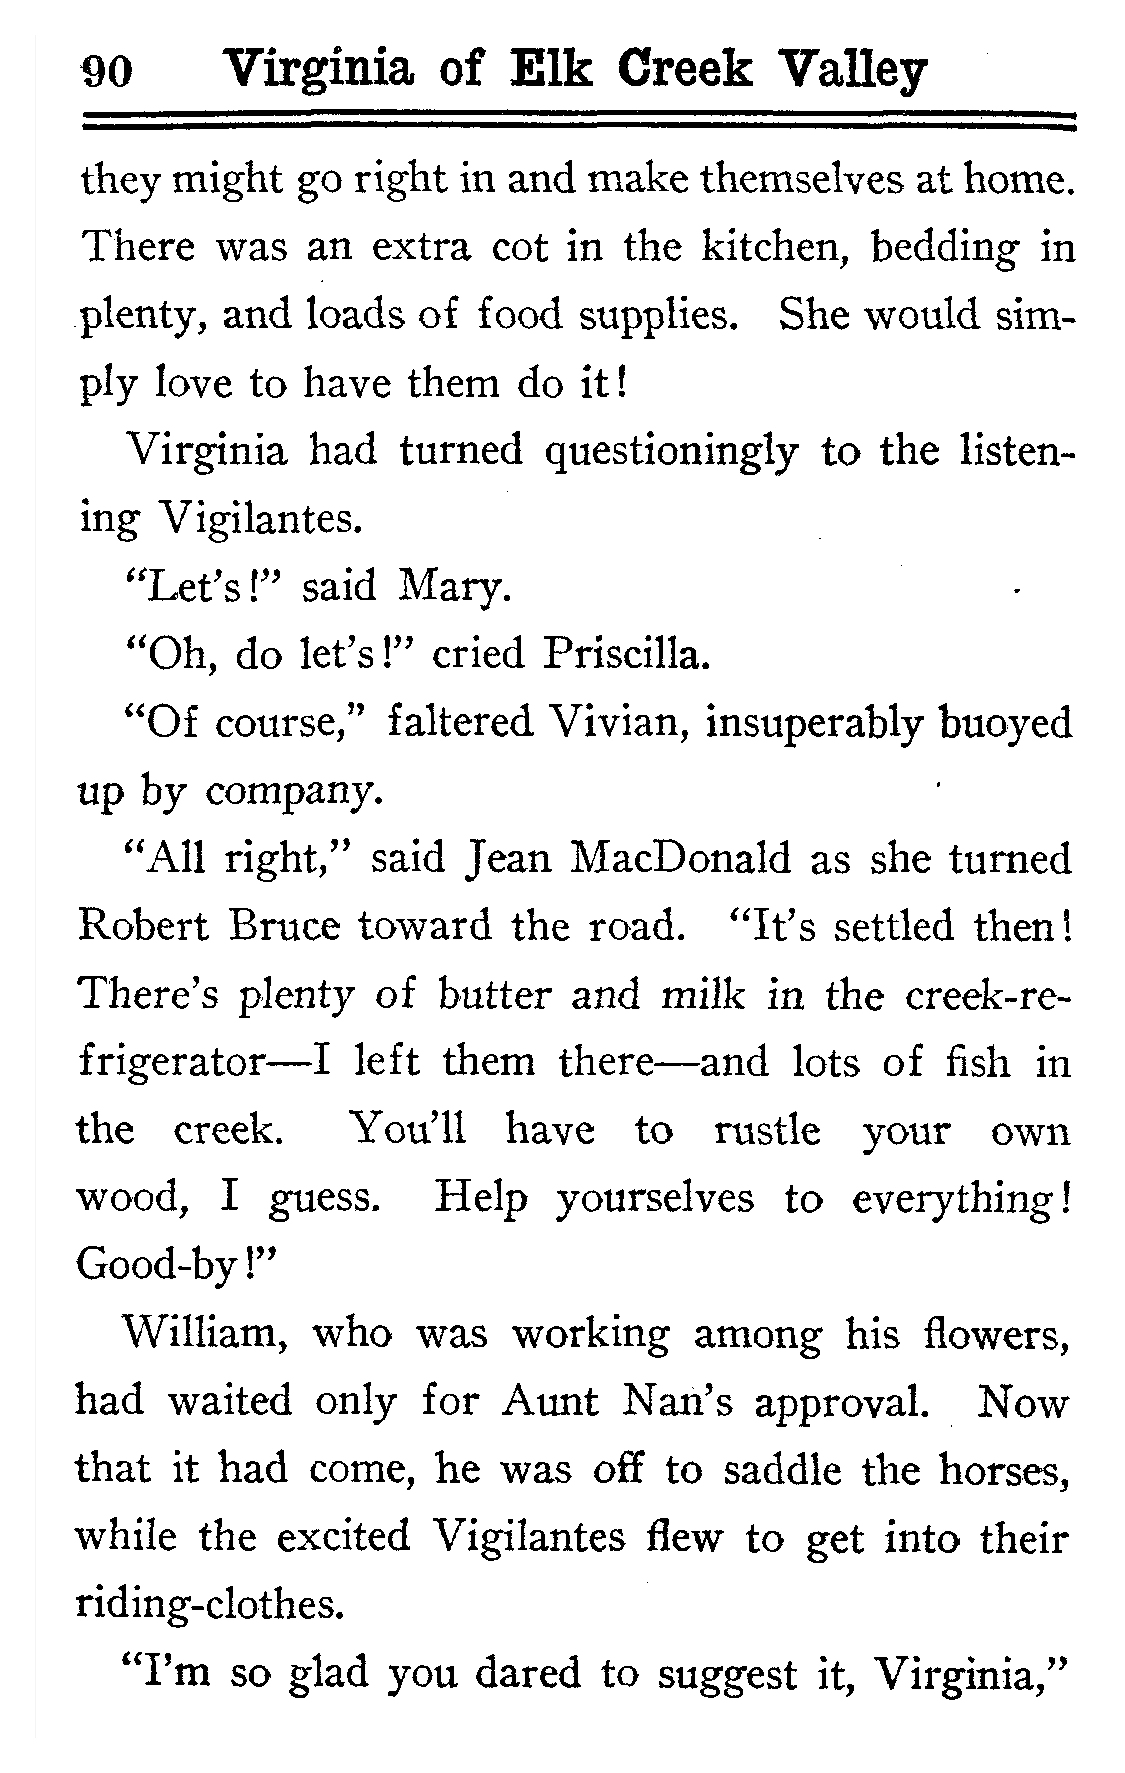 90 Virginia of Elk Creek Valley
they might go right in and make themselves at home.
There was an extra cot in the kitchen, bedding in
plenty, and loads of food supplies. She would sim-
ply love to have them do it!
Virginia had turned questioningly to the listen-
ing Vigilantes.
“Let’s!” said Mary.
“Oh, do let’s!” cried Priscilla.
“Of course,” faltered Vivian, insuperably buoyed
up by company.
“All right,” said Jean MacDonald as she turned
Robert Bruce toward the road. “It’s settled then!
There’s plenty of butter and milk in the creek-re-
frigerator—I left them there—and lots of fish in
the creek. You’ll have to rustle your own
wood, I guess. Help yourselves to everything!
Good-by!”
William, who was working among his flowers,
had waited only for Aunt Nan’s approval. Now
that it had come, he was off to saddle the horses,
while the excited Vigilantes flew to get into their
riding-clothes.
“I’m so glad you dared to suggest it, Virginia,”